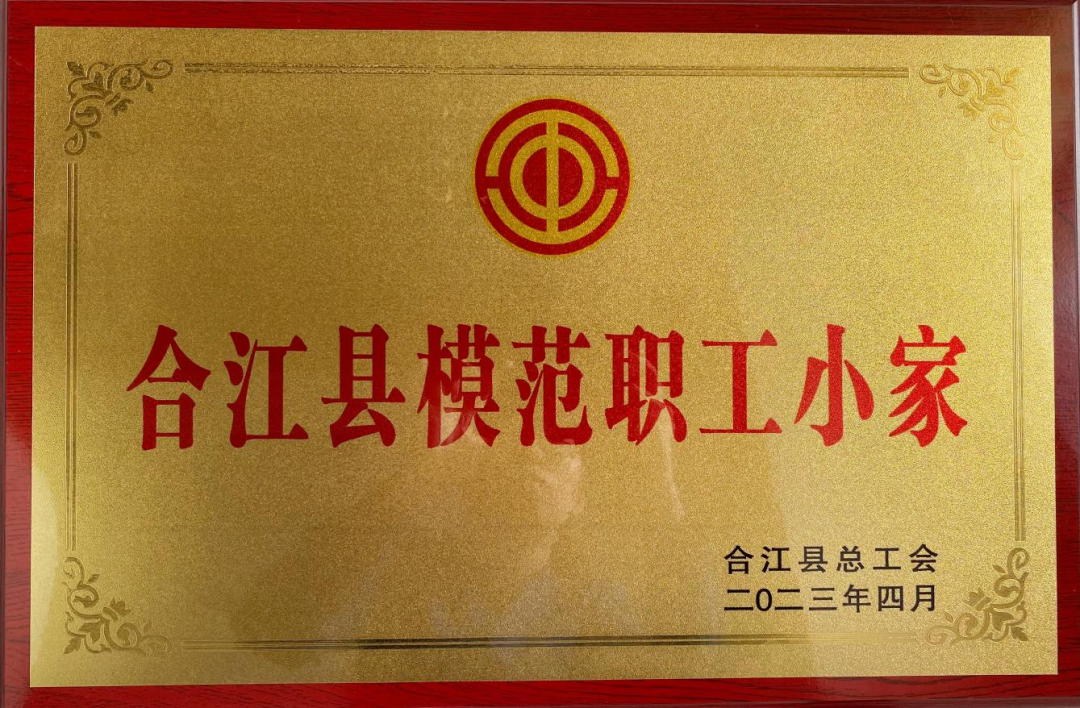 合江县模范职工小家
合江县总工会
二0二三年四月